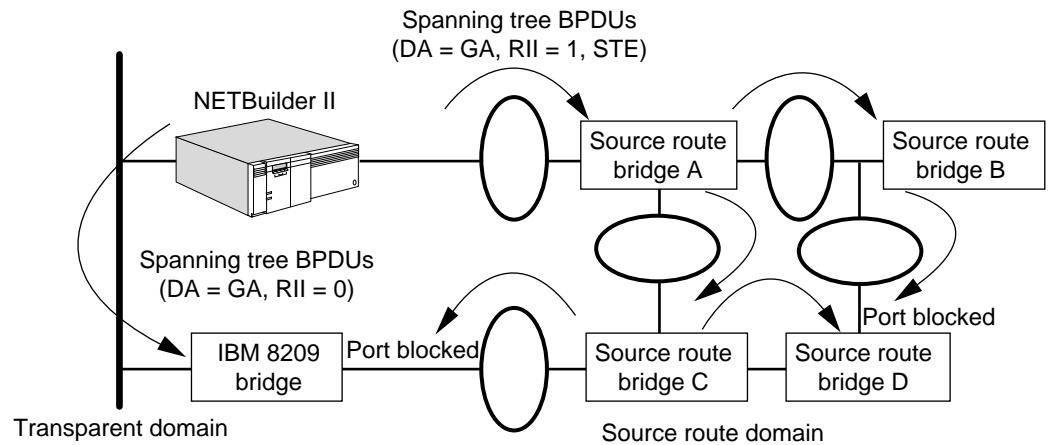 Spanning tree BPDUs
(DA = GA, RII = 1, STE)
NETBuilder II
Source route
bridge A
Source route
bridge B
Spanning tree BPDUs
(DA = GA, RII = 0)
Port blocked
IBM 8209
bridge
Port blocked
Source route
bridge C
Source route
bridge D
Transparent domain
Source route domain